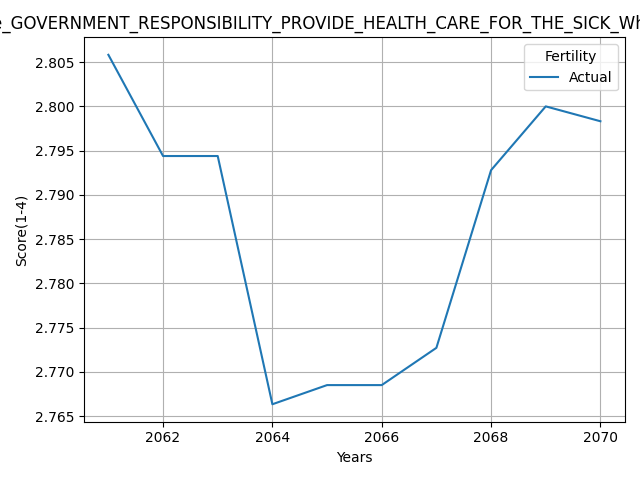 _GOVERNMENT_RESPONSIBILITY_PROVIDE_HEALTH_CARE_FOR_THE_SICK_Wh
Fertility
Actual
2.805
2.800
2.795
2.790
2.785
2.780
2.775
2.770
2.765
Score(1-4)
2062 2064 2066 2068 2070
Years